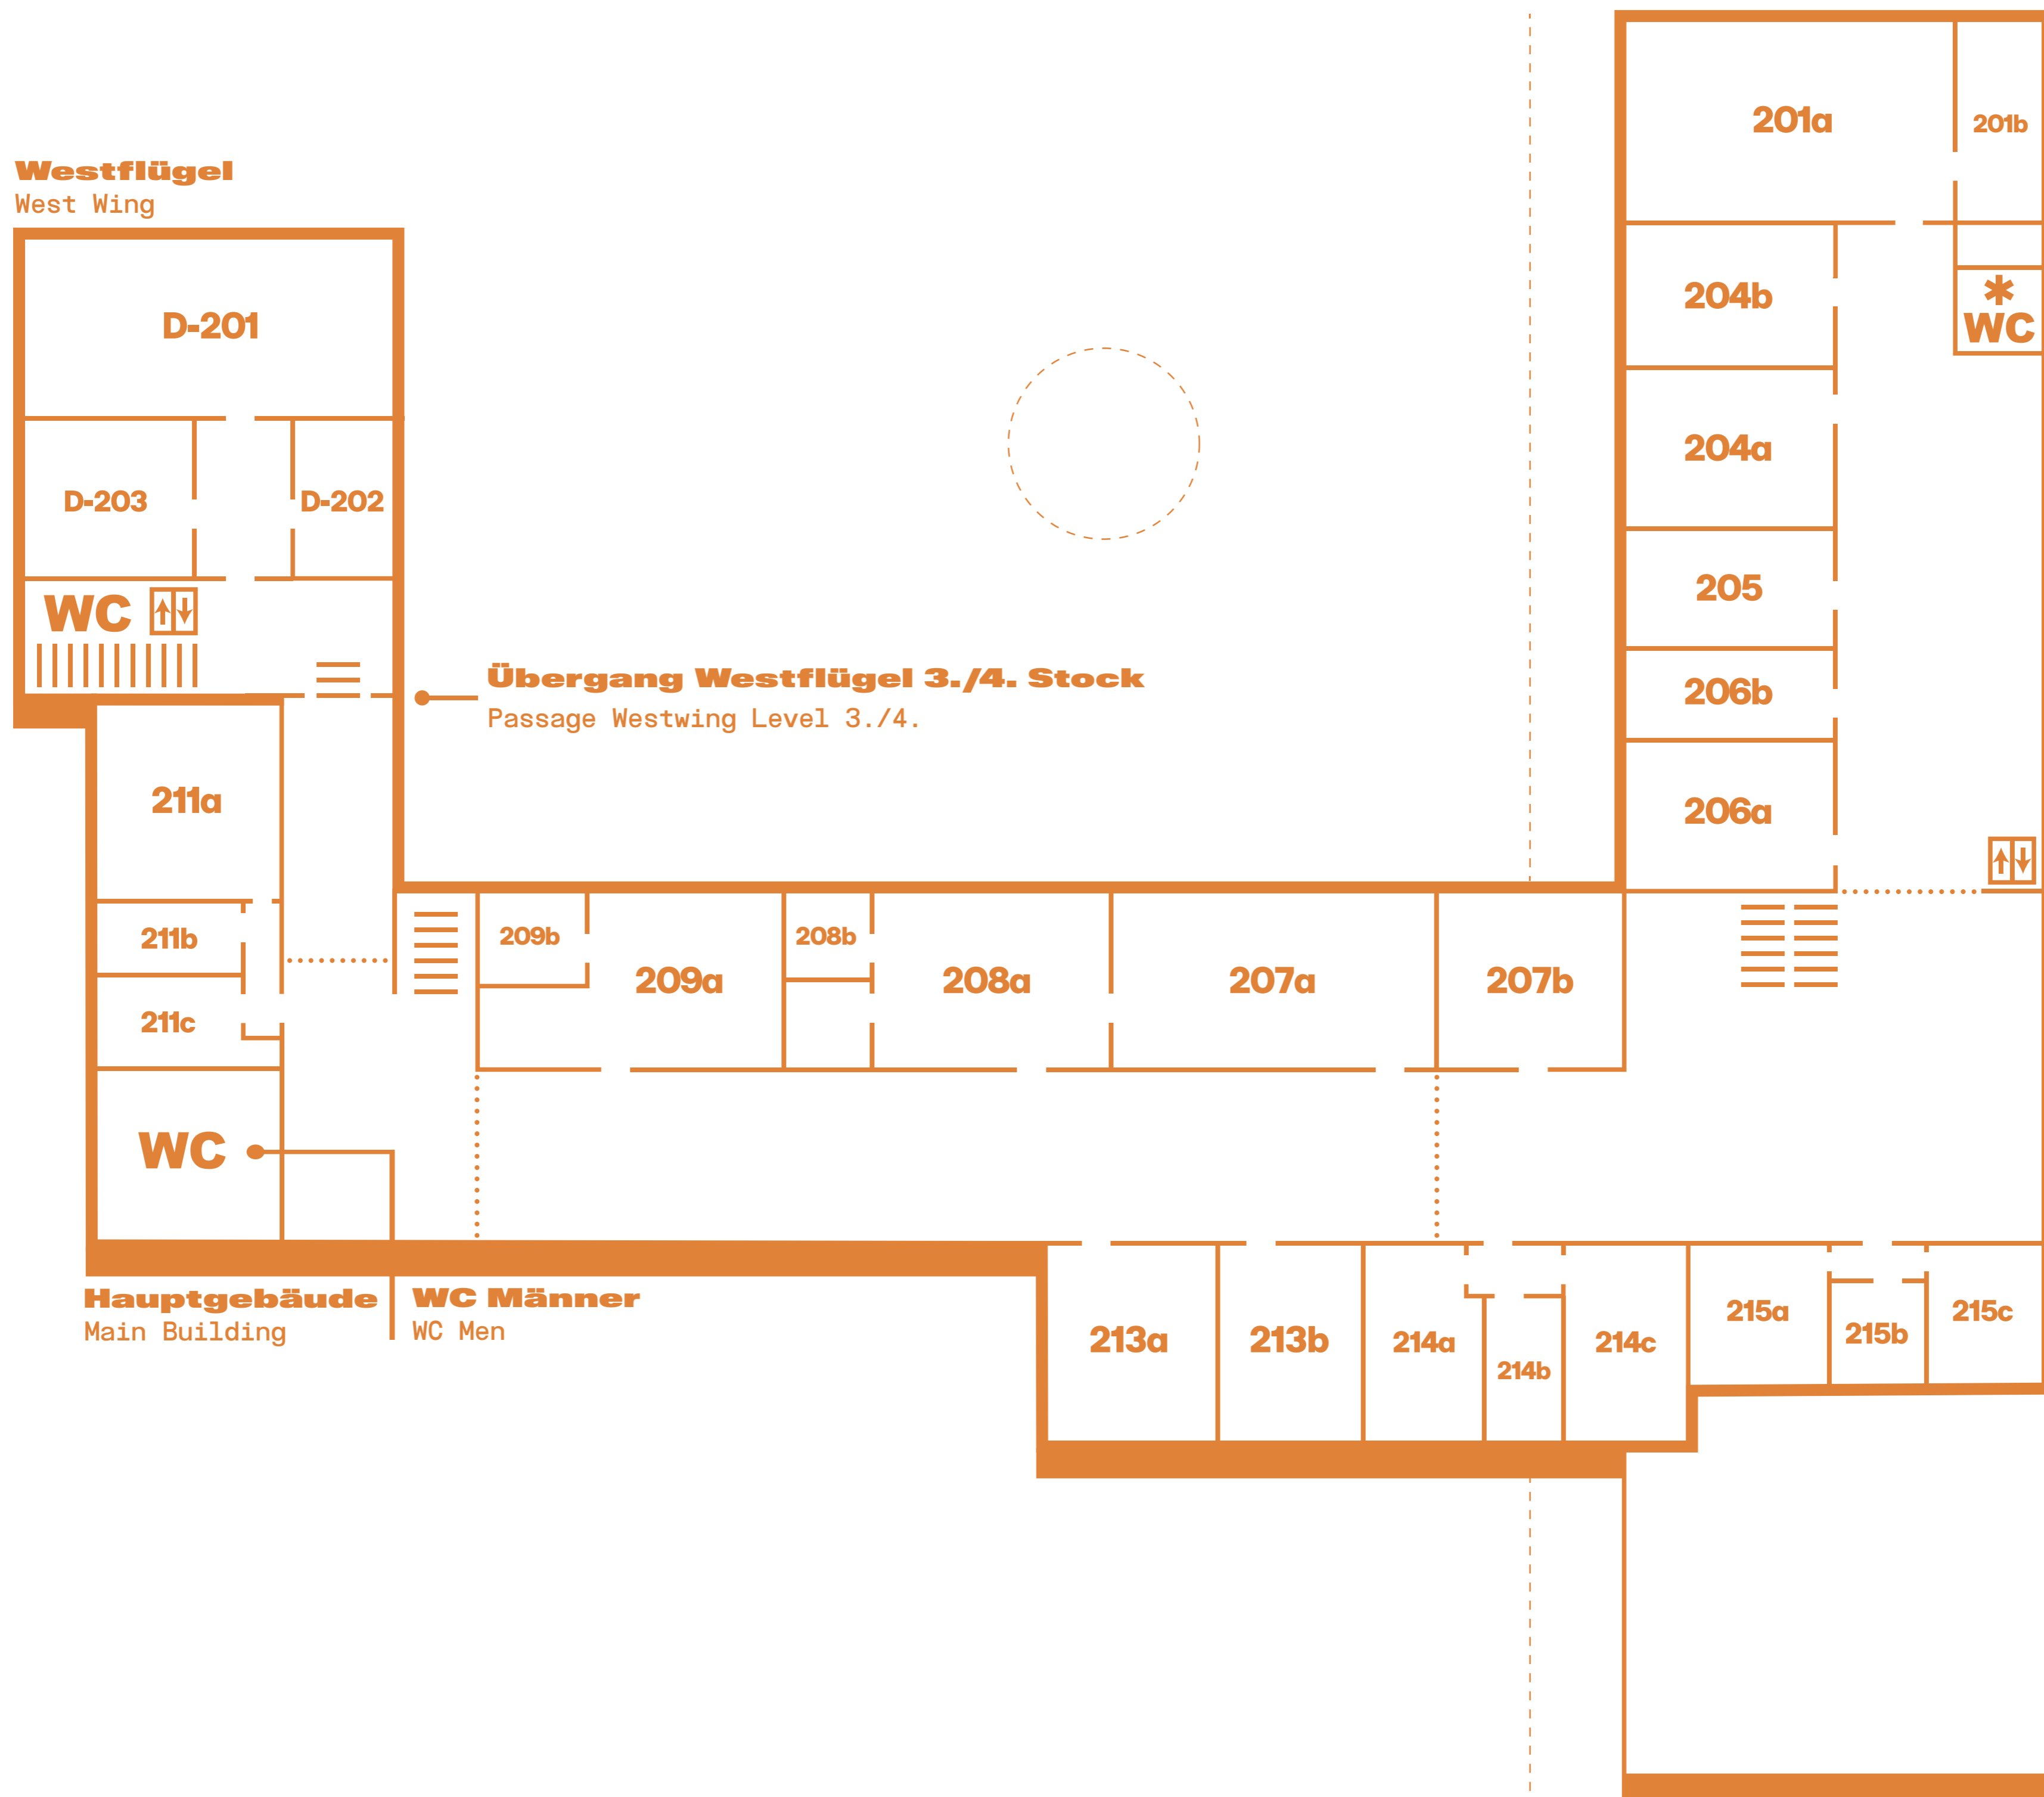 201a
201b
Westflügel
West Wing
204b
*
WC
D-201
204a
D-203
D-202
205
WC
Übergang Westflügel 3./4. Stock
Passage Westwing Level 3./4.
206b
211a
206a
211b
209b
208b
209a
208a
207a
207b
211c
WC
Hauptgebäude
Main Building
WC Männer
WC Men
213a
213b
214a
214b
214c
215a
215b
215c